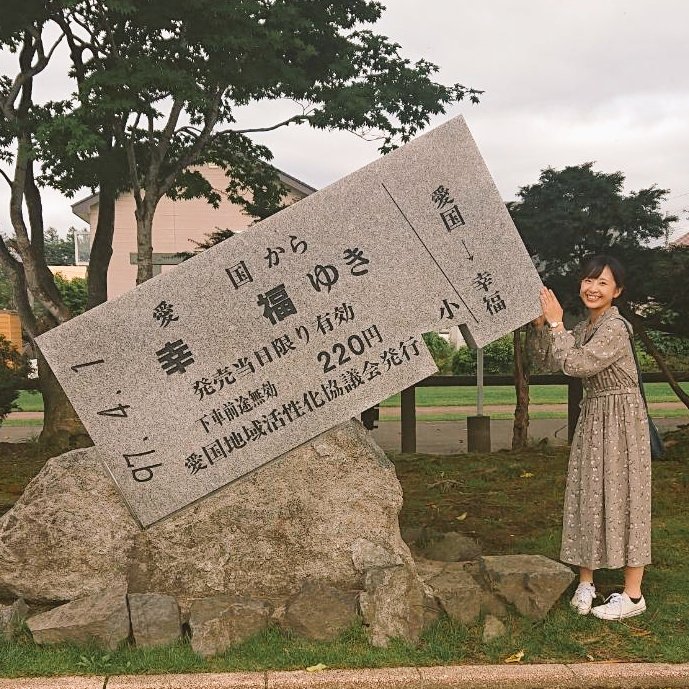 愛国から
幸福ゆき
発売当日限り有効
下車前途無効 220円
愛国地域活性化協議会発行
47.4.1
愛国→幸福
小